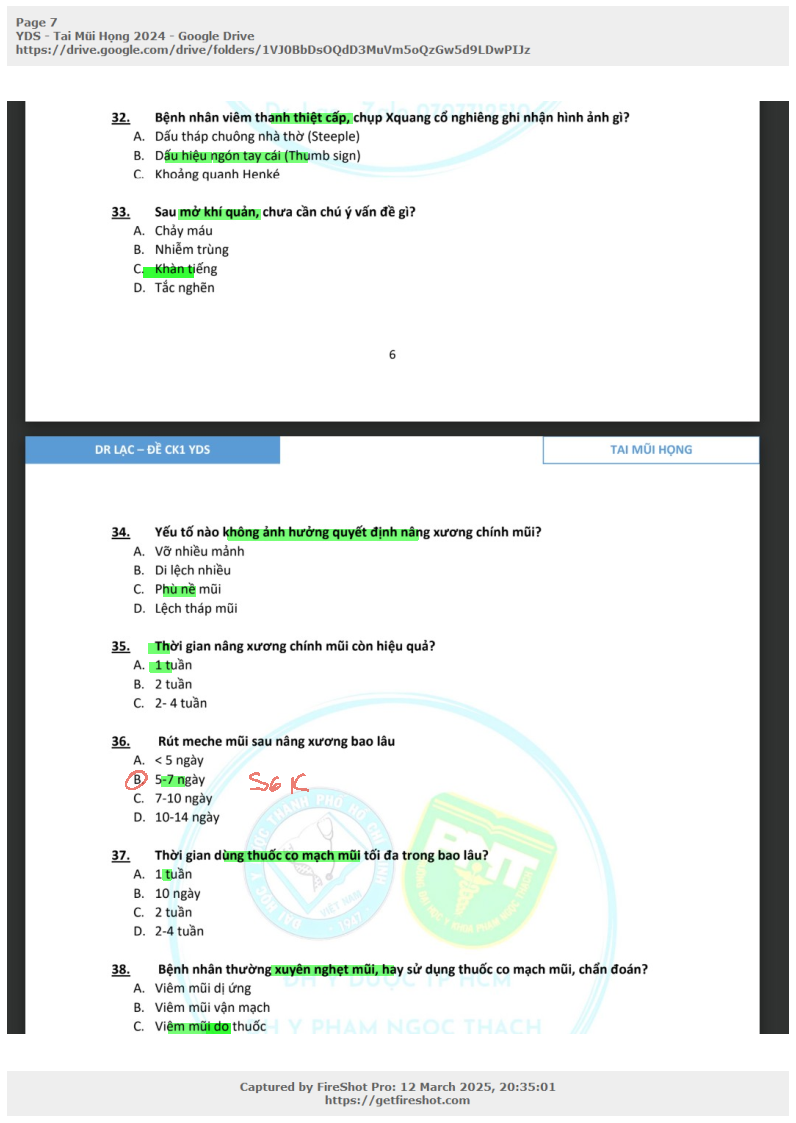 Page 7
YDS - Tai Mũi Họng 2024 - Google Drive
https://drive.google.com/drive/folders/1VJ0BbDsOQdD3MuVm5oQzGw5d9LDwPIJz
32. Bệnh nhân viêm thanh thiệt cấp, chụp Xquang cổ nghiêng ghi nhận hình ảnh gì?
A. Dấu tháp chuông nhà thờ (Steeple)
B. Dấu hiệu ngón tay cái (Thumb sign)
C. Khoảng quanh Henké
33. Sau mở khí quản, chưa cần chú ý vấn đề gì?
A. Chảy máu
B. Nhiễm trùng
C. Khàn tiếng
D. Tắc nghẽn
6
DR LẠC – ĐỀ CK1 YDS
TAI MŨI HỌNG
34. Yếu tố nào không ảnh hưởng quyết định nâng xương chính mũi?
A. Vỡ nhiều mảnh
B. Di lệch nhiều
C. Phù nề mũi
D. Lệch tháp mũi
35. Thời gian nâng xương chính mũi còn hiệu quả?
A. 1 tuần
B. 2 tuần
C. 2- 4 tuần
36. Rút meche mũi sau nâng xương bao lâu
A. < 5 ngày
B. 5-7 ngày SGK
C. 7-10 ngày
D. 10-14 ngày
37. Thời gian dùng thuốc co mạch mũi tối đa trong bao lâu?
A. 1 tuần
B. 10 ngày
C. 2 tuần
D. 2-4 tuần
38. Bệnh nhân thường xuyên nghẹt mũi, hay sử dụng thuốc co mạch mũi, chẩn đoán?
A. Viêm mũi dị ứng
B. Viêm mũi vận mạch
C. Viêm mũi do thuốc
ĐH Y DƯỢC TP HCM
ĐH Y PHẠM NGỌC THẠCH
Captured by FireShot Pro: 12 March 2025, 20:35:01
https://getfireshot.com